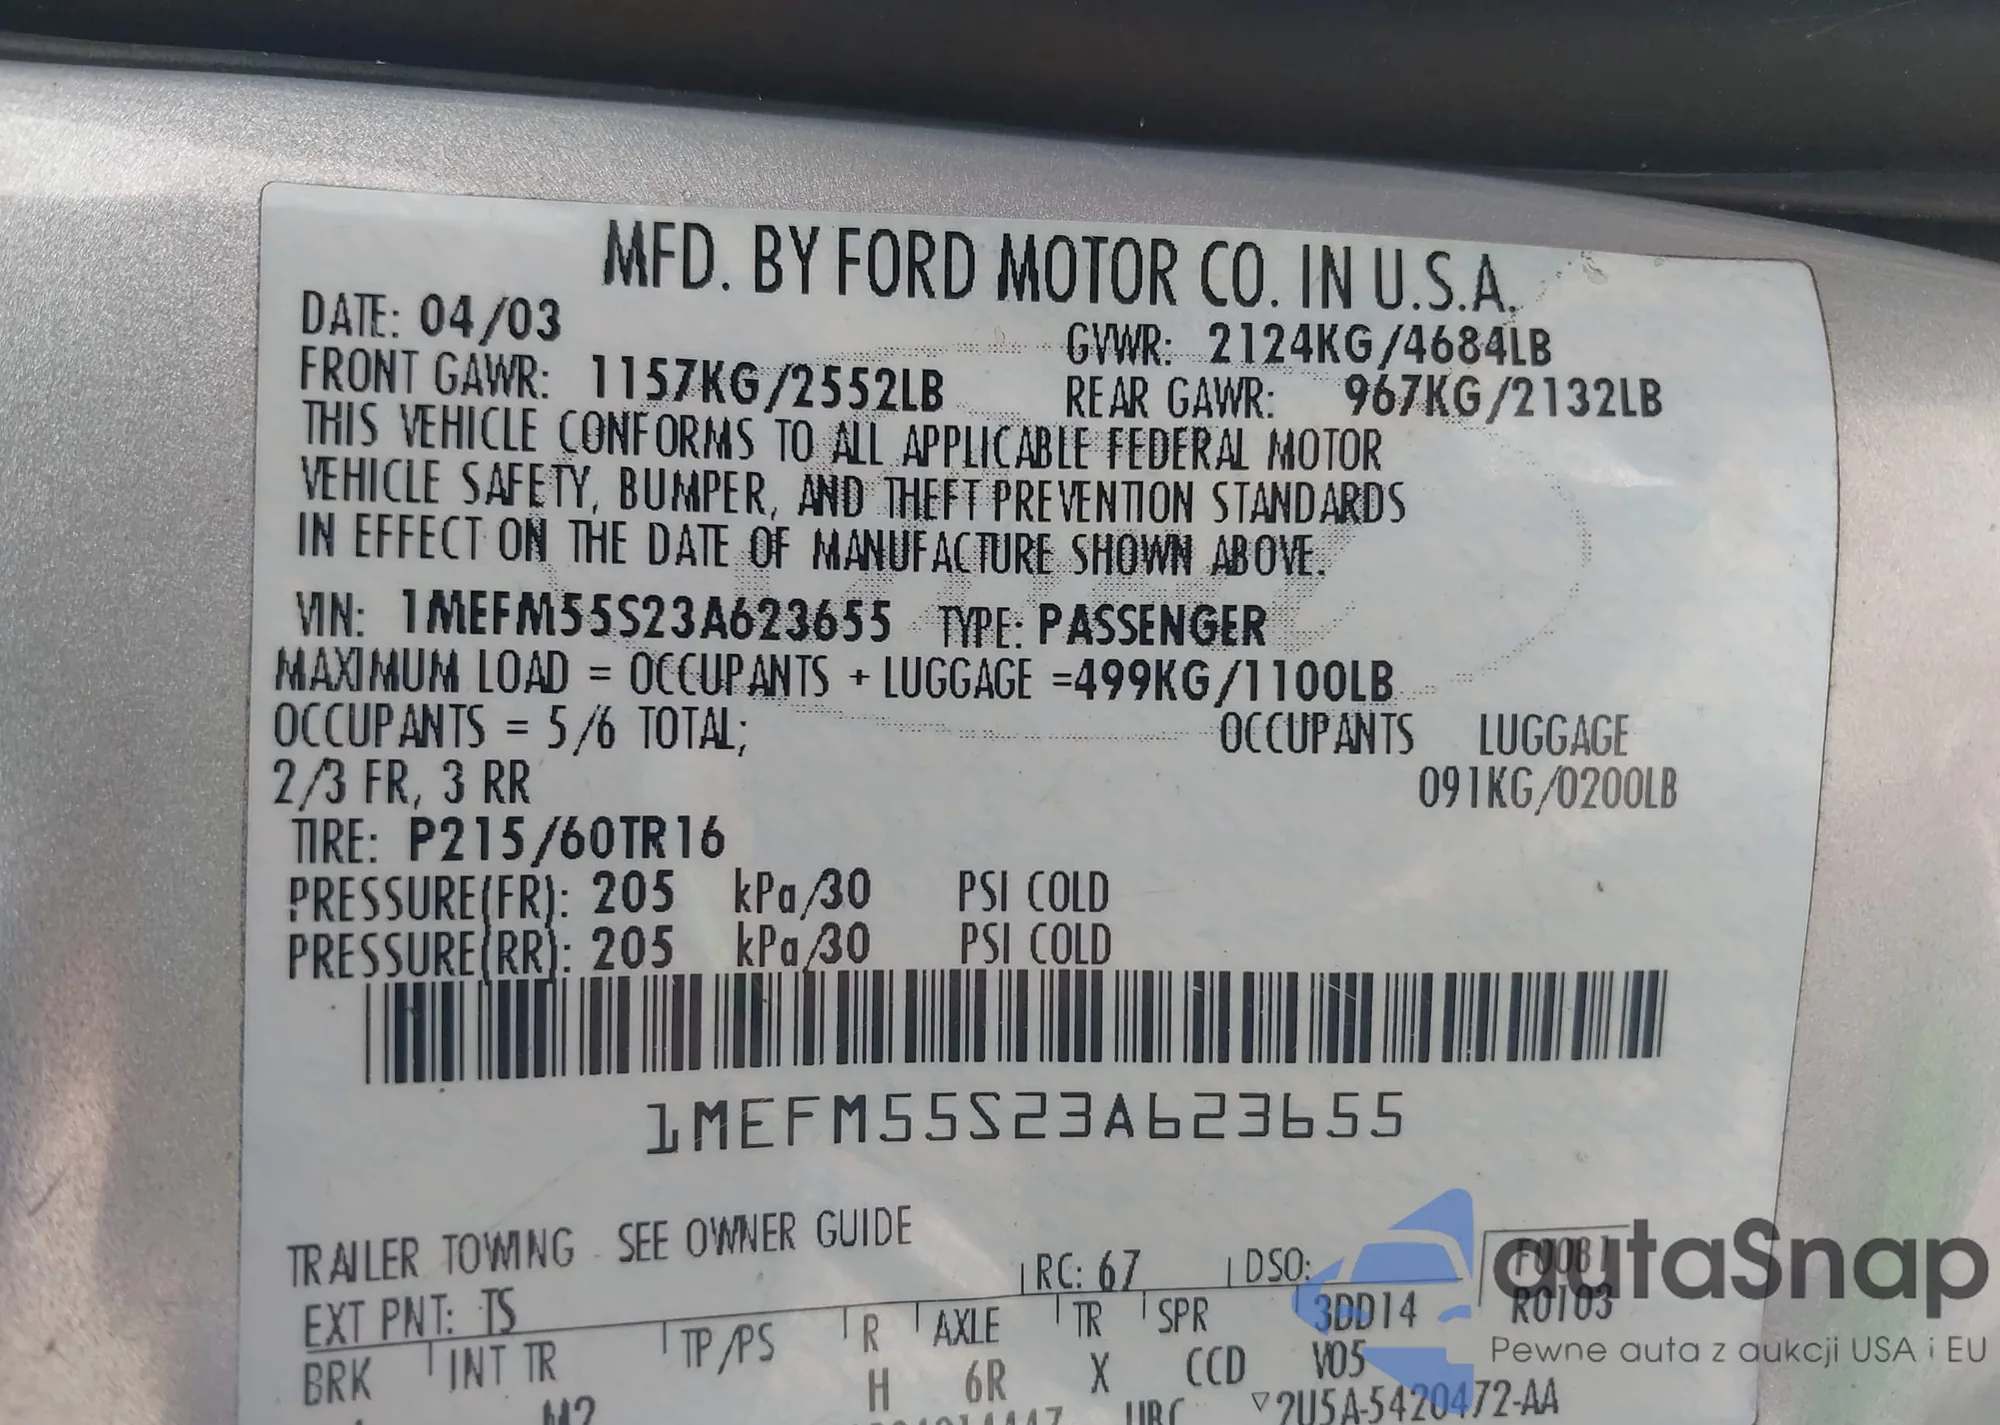 MFD. BY FORD MOTOR CO. IN U.S.A.
DATE: 04/03 GVWR: 2124KG/4684LB
FRONT GAWR: 1157KG/2552LB REAR GAWR: 967KG/2132LB
THIS VEHICLE CONFORMS TO ALL APPLICABLE FEDERAL MOTOR
VEHICLE SAFETY, BUMPER, AND THEFT PREVENTION STANDARDS
IN EFFECT ON THE DATE OF MANUFACTURE SHOWN ABOVE.
VIN: 1MEFM55S23A623655 TYPE: PASSENGER
MAXIMUM LOAD = OCCUPANTS + LUGGAGE =499KG/1100LB
OCCUPANTS = 5/6 TOTAL; OCCUPANTS LUGGAGE
2/3 FR, 3 RR 091KG/0200LB
TIRE: P215/60TR16
PRESSURE(FR): 205 kPa/30 PSI COLD
PRESSURE(RR): 205 kPa/30 PSI COLD
1MEFM55S23A623655
TRAILER TOWING - SEE OWNER GUIDE
RC: 67 DSO:
EXT PNT: TS 3DD14 R0103
BRK INT TR TP/PS R AXLE TR SPR
H 6R X CCD V05
M2 URC ▽2U5A-5420472-AA
autaSnap
Pewne auta z aukcji USA i EU